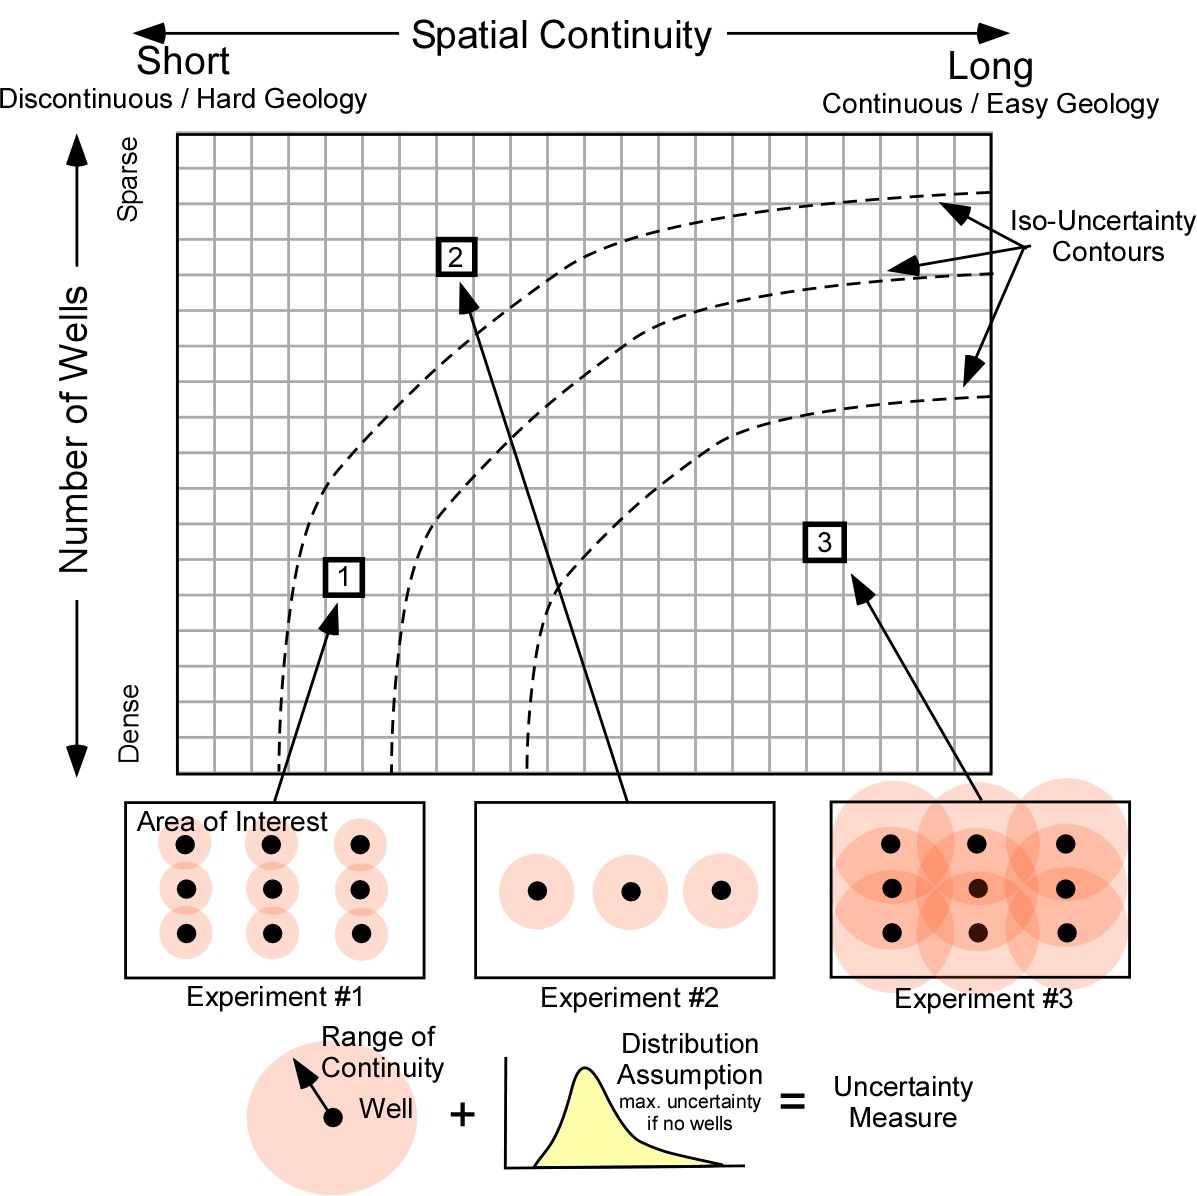 Spatial Continuity
Short
Discontinuous / Hard Geology
Long
Continuous / Easy Geology
Number of Wells
Sparse
Dense
Iso-Uncertainty
Contours
2
1
3
Area of Interest
Experiment #1
Experiment #2
Experiment #3
Range of
Continuity
Well
+
Distribution
Assumption
max. uncertainty
if no wells
=
Uncertainty
Measure